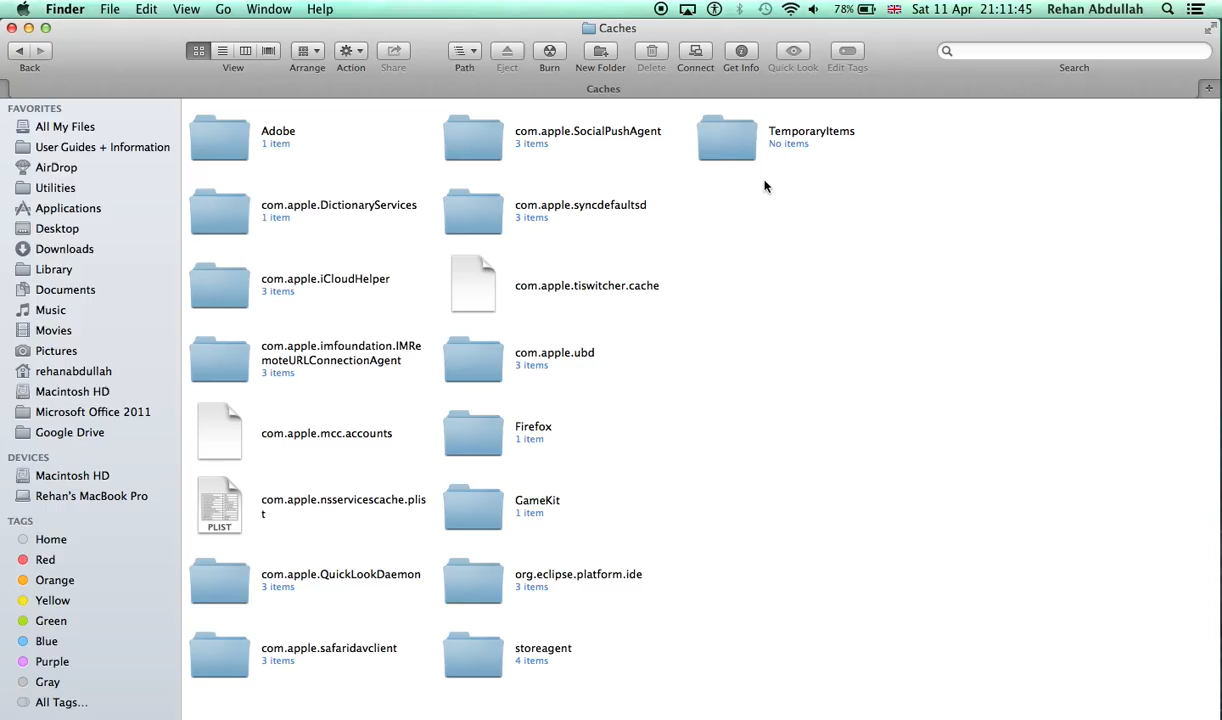 Finder File Edit View Go Window Help 78% Sat 11 Apr 21:11:45 Rehan Abdullah
Caches
Back View Arrange Action Share Path Eject Burn New Folder Delete Connect Get Info Quick Look Edit Tags Search
Caches
FAVORITES
All My Files
User Guides + Information
AirDrop
Utilities
Applications
Desktop
Downloads
Library
Documents
Music
Movies
Pictures
rehanabdullah
Macintosh HD
Microsoft Office 2011
Google Drive
DEVICES
Macintosh HD
Rehan's MacBook Pro
TAGS
Home
Red
Orange
Yellow
Green
Blue
Purple
Gray
All Tags...
Adobe
1 item
com.apple.DictionaryServices
1 item
com.apple.iCloudHelper
3 items
com.apple.imfoundation.IMRe
moteURLConnectionAgent
3 items
com.apple.mcc.accounts
PLIST
com.apple.nsservicescache.plis
t
com.apple.QuickLookDaemon
3 items
com.apple.safaridavclient
3 items
com.apple.SocialPushAgent
3 items
com.apple.syncdefaultsd
3 items
com.apple.tiswitcher.cache
com.apple.ubd
3 items
Firefox
1 item
GameKit
1 item
org.eclipse.platform.ide
3 items
storeagent
4 items
TemporaryItems
No items